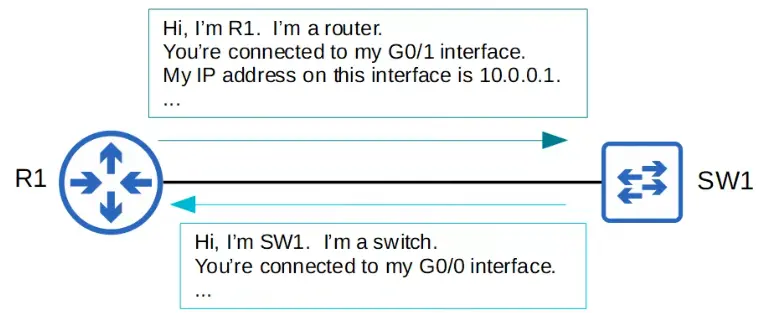 Hi, I'm R1.  I'm a router.
You're connected to my G0/1 interface.
My IP address on this interface is 10.0.0.1.
...
R1
SW1
Hi, I'm SW1.  I'm a switch.
You're connected to my G0/0 interface.
...